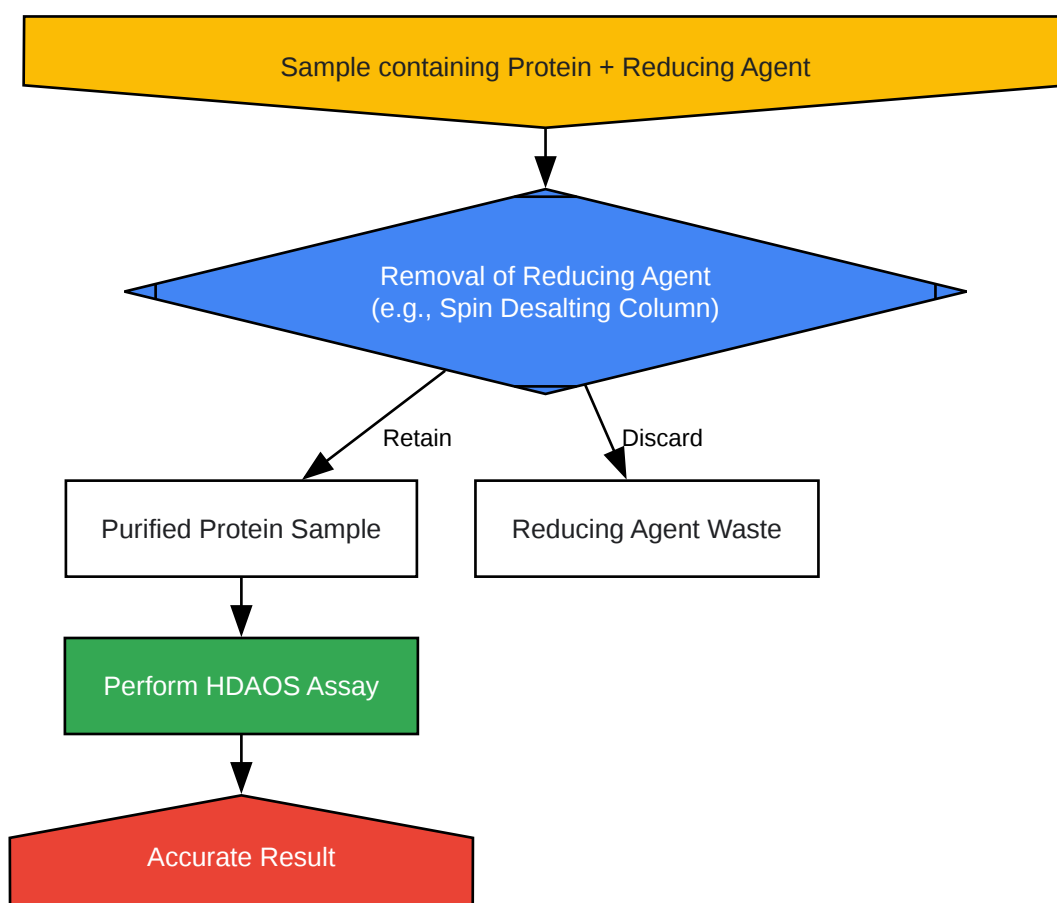 Sample containing Protein + Reducing Agent
Removal of Reducing Agent
(e.g., Spin Desalting Column)
Retain
Discard
Purified Protein Sample
Reducing Agent Waste
Perform HDAOS Assay
Accurate Result